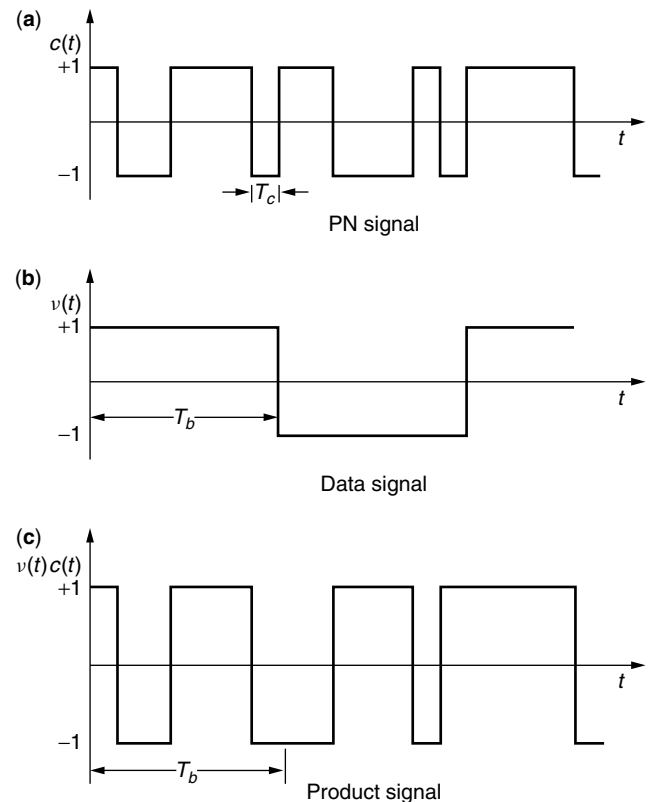 (a)
c(t)
+1
t
−1
T_c
PN signal
(b)
ν(t)
+1
t
T_b
−1
Data signal
(c)
ν(t) c(t)
+1
t
−1
T_b
Product signal